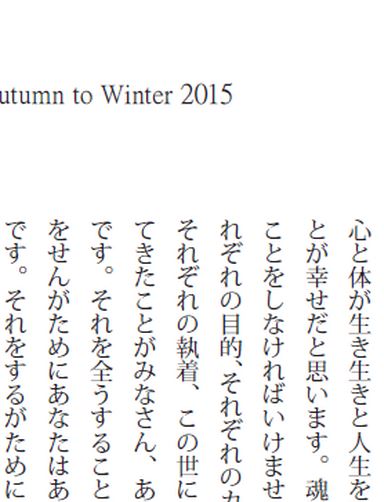 utumn to Winter 2015
心と体が生き生きと人生を
とが幸せだと思います。魂
ことをしなければいけませ
れぞれの目的、それぞれの
それぞれの執着、この世に
てきたことがみなさん、あ
です。それを全うすること
をせんがためにあなたはあ
です。それをするがために